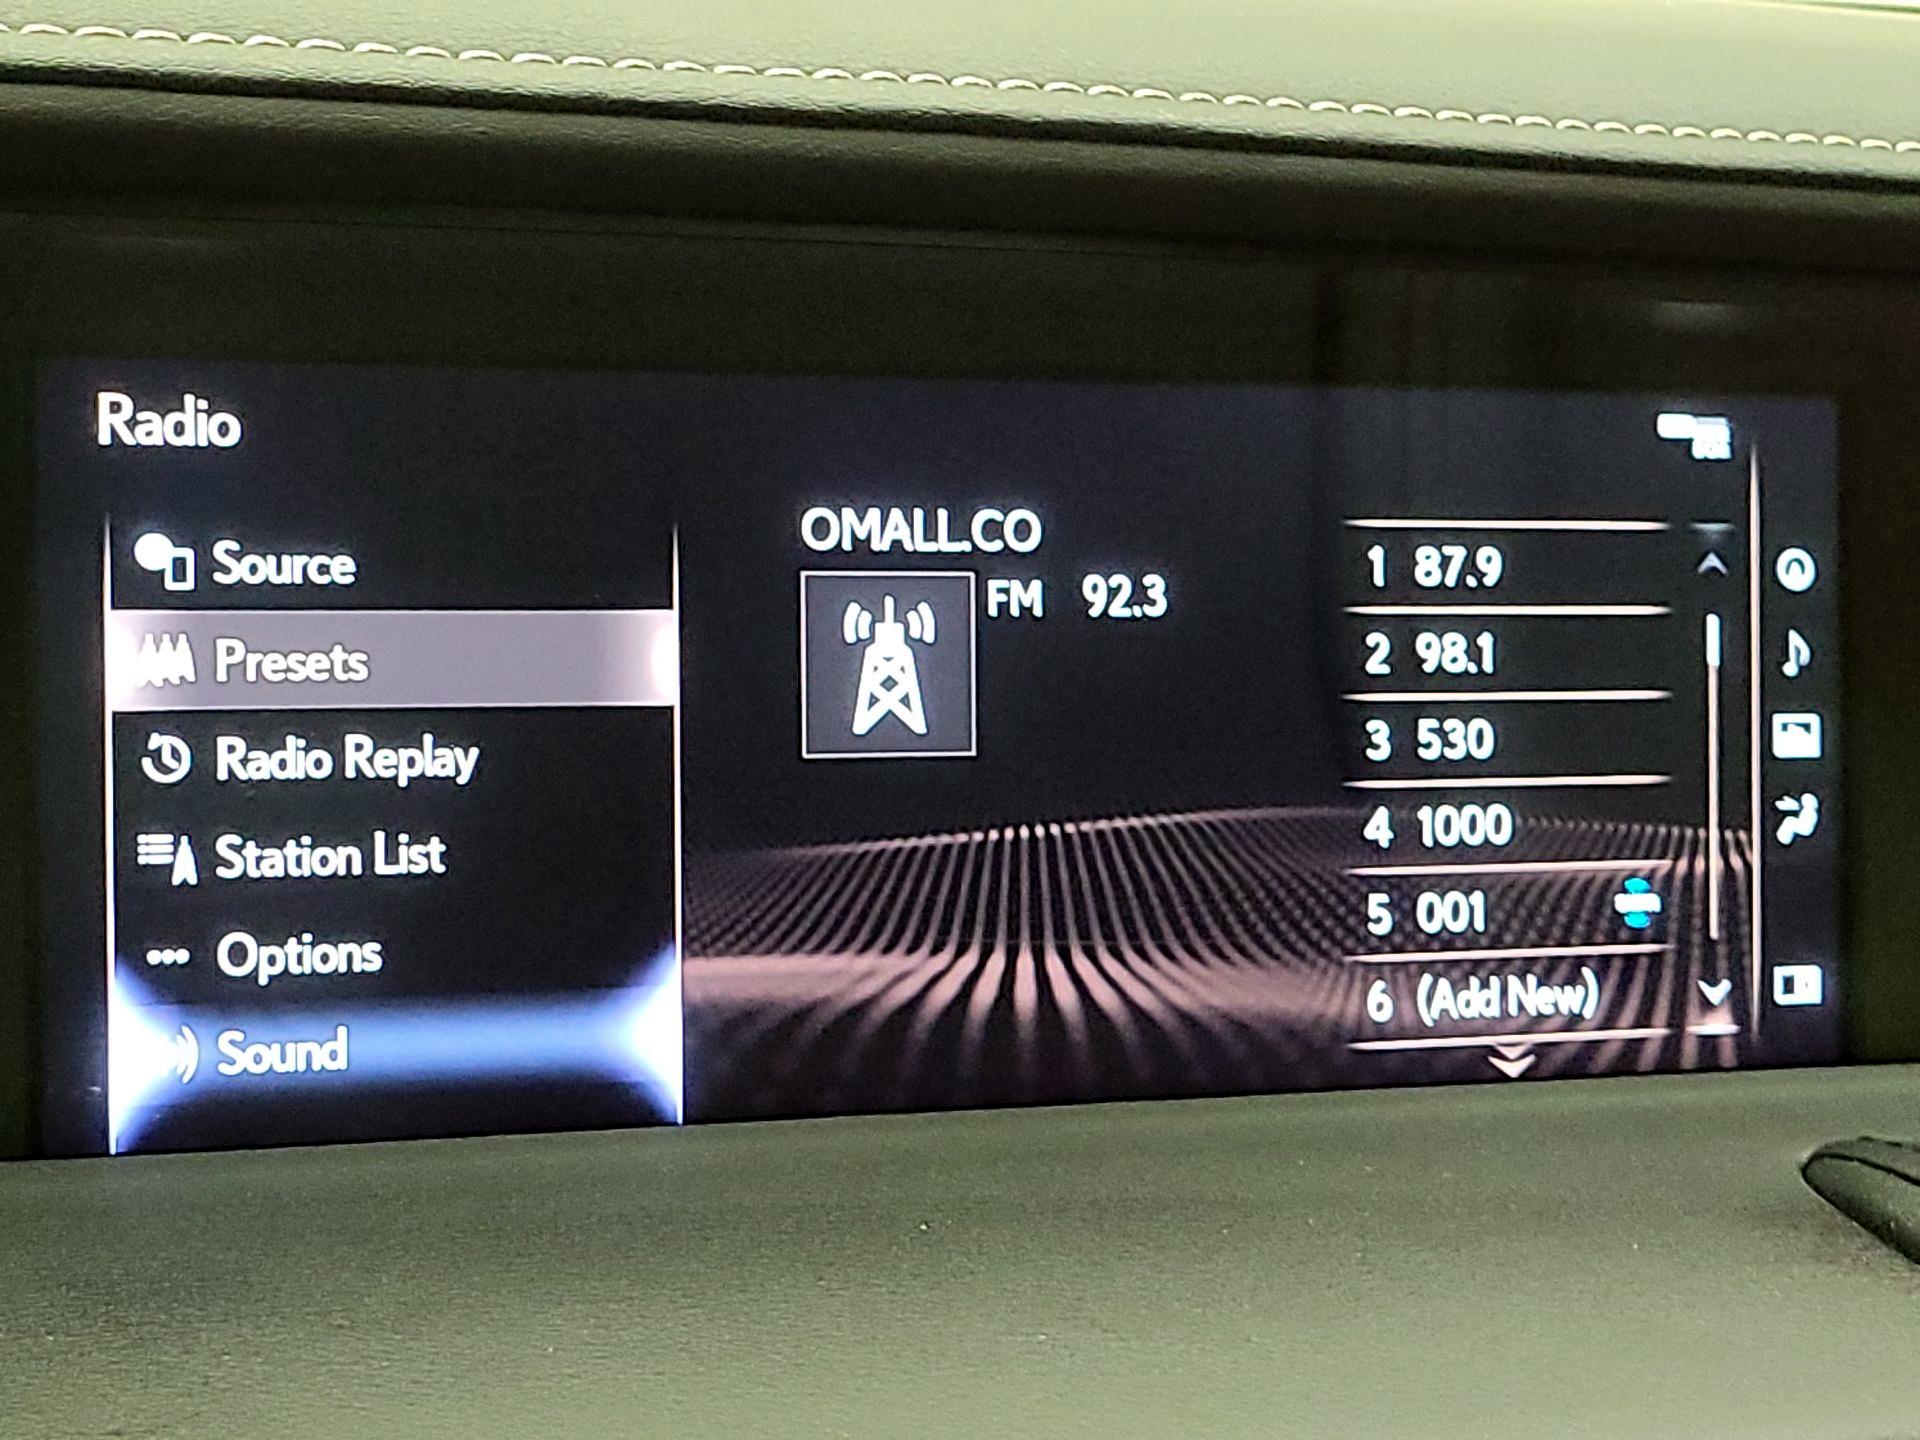 Radio
Source
Presets
Radio Replay
Station List
Options
Sound
OMALL.CO
FM 92.3
1 87.9
2 98.1
3 530
4 1000
5 001
6 (Add New)